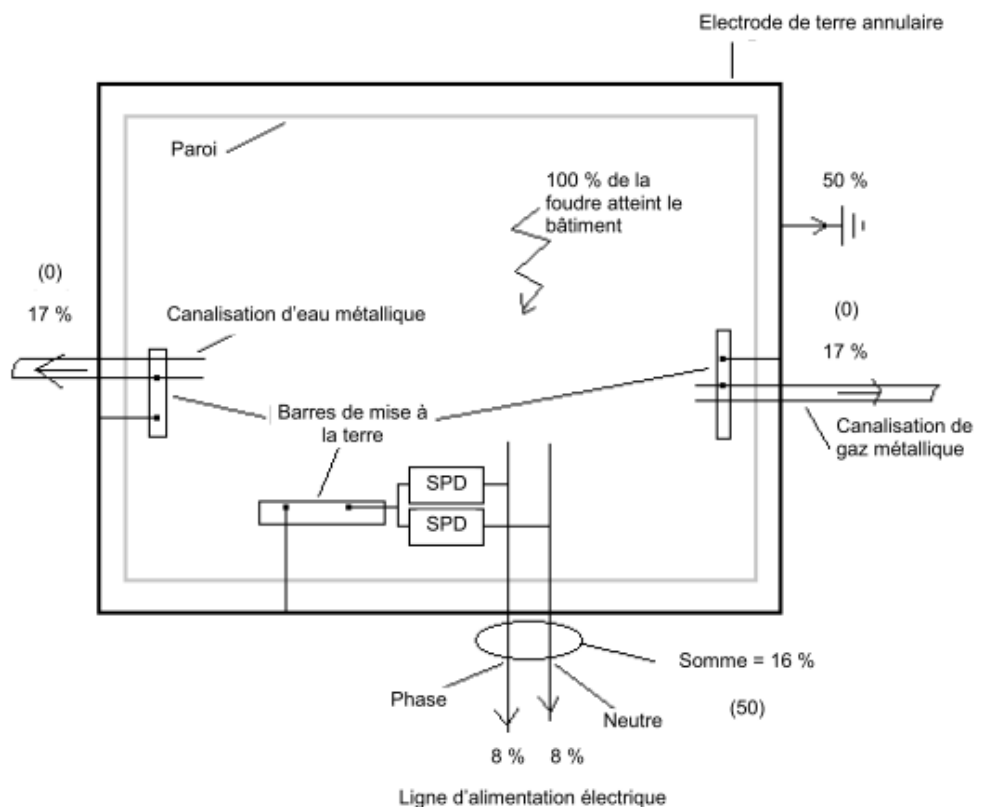 Electrode de terre annulaire
Paroi
100 % de la
foudre atteint le
bâtiment
50 %
(0)
17 %
Canalisation d'eau métallique
(0)
17 %
Barres de mise à
la terre
Canalisation de
gaz métallique
SPD
SPD
Somme = 16 %
Phase
Neutre
(50)
8 %
8 %
Ligne d'alimentation électrique